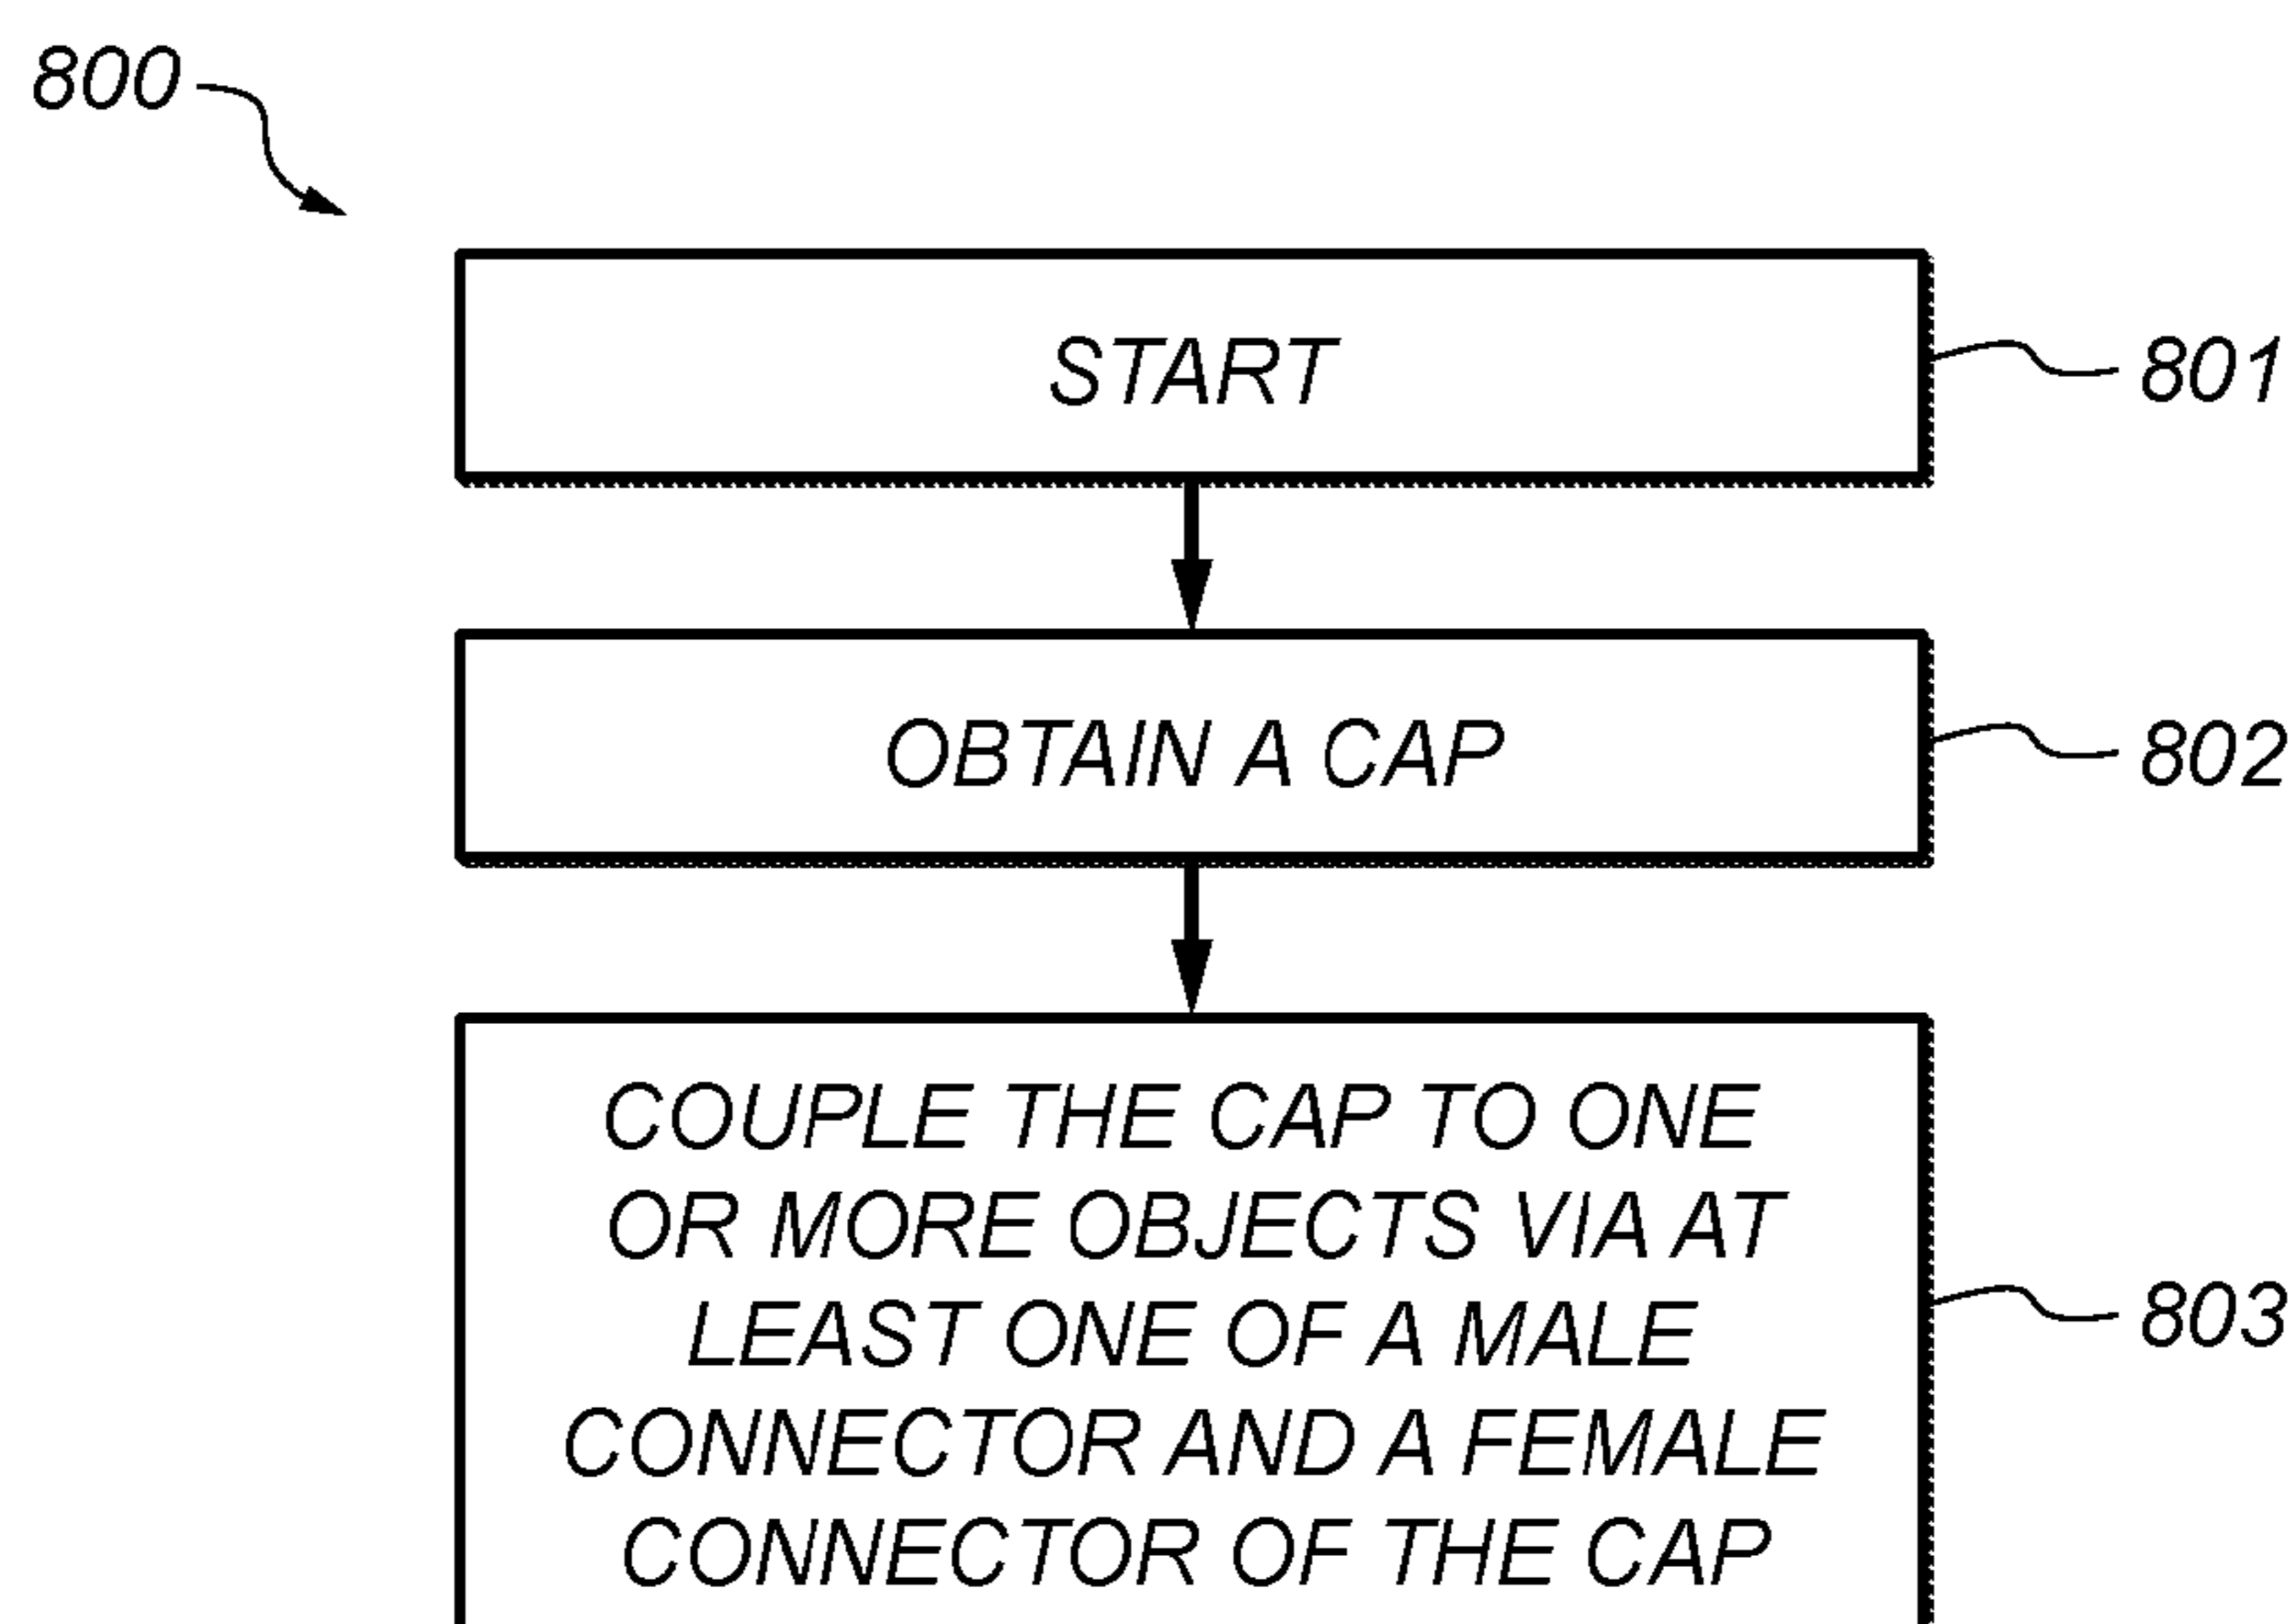 800
START
801
OBTAIN A CAP
802
COUPLE THE CAP TO ONE
OR MORE OBJECTS VIA AT
LEAST ONE OF A MALE
CONNECTOR AND A FEMALE
CONNECTOR OF THE CAP
803